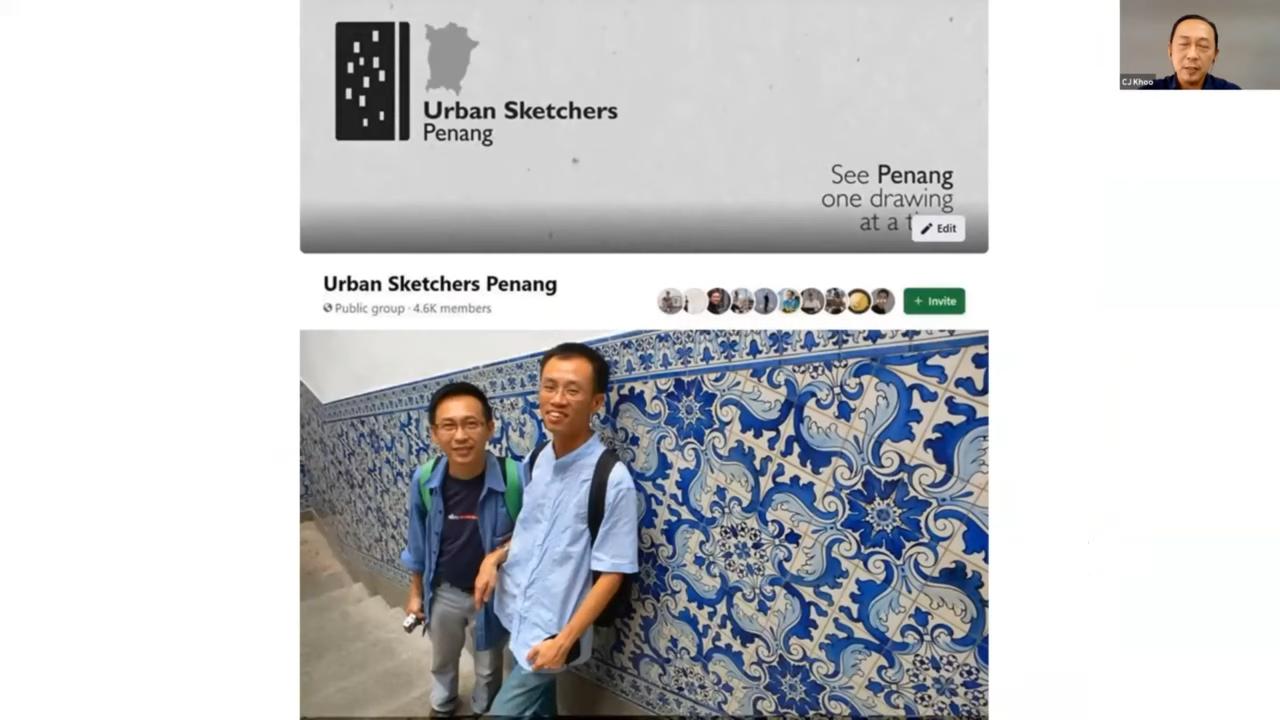 Urban Sketchers
Penang
See Penang
one drawing
at a t
Edit
CJ Khoo
Urban Sketchers Penang
Public group · 4.6K members
+ Invite